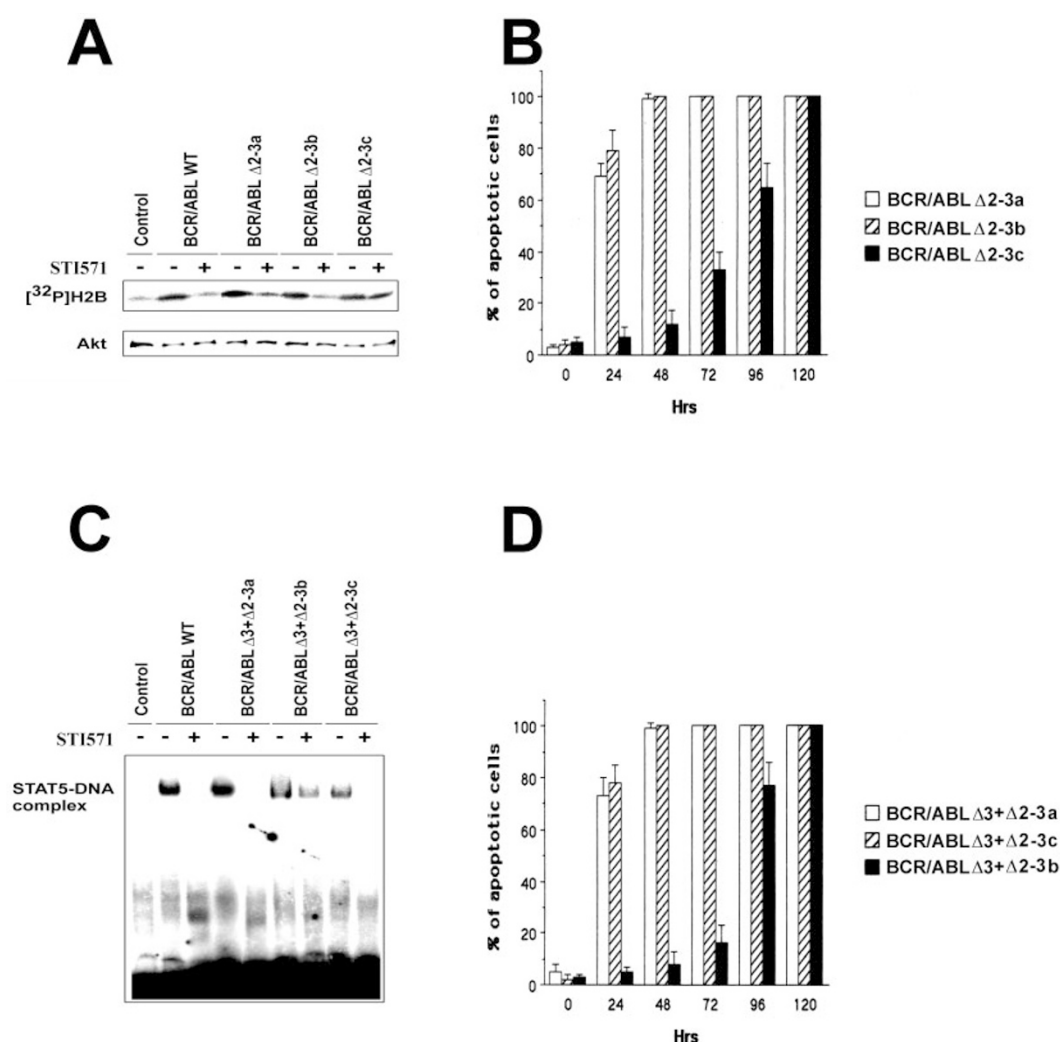 A
Control
BCR/ABL WT
BCR/ABL Δ2-3a
BCR/ABL Δ2-3b
BCR/ABL Δ2-3c
STI571 - - + - + - + - +
[32P]H2B
Akt
B
% of apoptotic cells
100
80
60
40
20
0
0 24 48 72 96 120
Hrs
BCR/ABL Δ2-3a
BCR/ABL Δ2-3b
BCR/ABL Δ2-3c
C
Control
BCR/ABL WT
BCR/ABL Δ3+Δ2-3a
BCR/ABL Δ3+Δ2-3b
BCR/ABL Δ3+Δ2-3c
STI571 - - + - + - + - +
STAT5-DNA
complex
D
% of apoptotic cells
100
80
60
40
20
0
0 24 48 72 96 120
Hrs
BCR/ABL Δ3+Δ2-3a
BCR/ABL Δ3+Δ2-3c
BCR/ABL Δ3+Δ2-3b